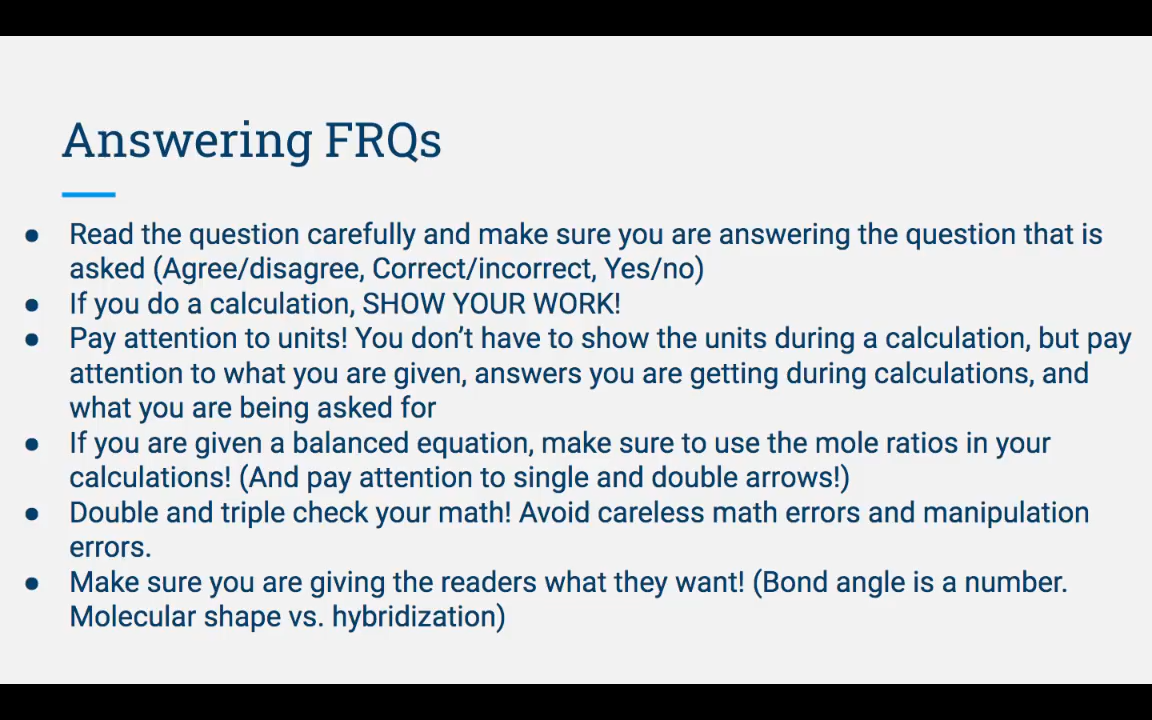 Answering FRQs
● Read the question carefully and make sure you are answering the question that is
asked (Agree/disagree, Correct/incorrect, Yes/no)
● If you do a calculation, SHOW YOUR WORK!
● Pay attention to units! You don’t have to show the units during a calculation, but pay
attention to what you are given, answers you are getting during calculations, and
what you are being asked for
● If you are given a balanced equation, make sure to use the mole ratios in your
calculations! (And pay attention to single and double arrows!)
● Double and triple check your math! Avoid careless math errors and manipulation
errors.
● Make sure you are giving the readers what they want! (Bond angle is a number.
Molecular shape vs. hybridization)